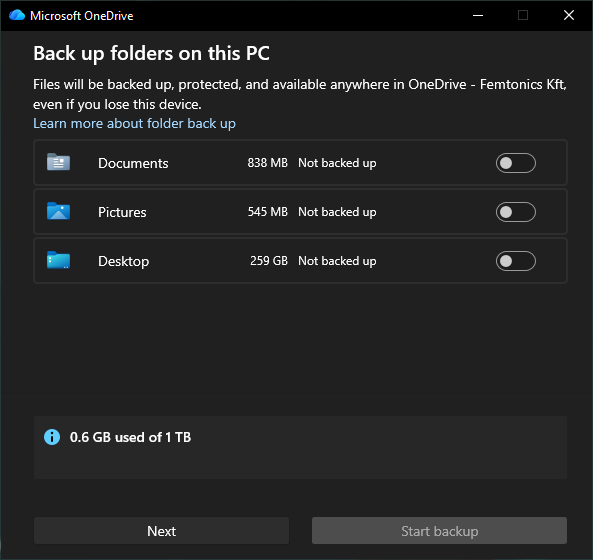 Microsoft OneDrive
Back up folders on this PC
Files will be backed up, protected, and available anywhere in OneDrive - Femtonics Kft,
even if you lose this device.
Learn more about folder back up
Documents 838 MB Not backed up
Pictures 545 MB Not backed up
Desktop 259 GB Not backed up
0.6 GB used of 1 TB
Next Start backup